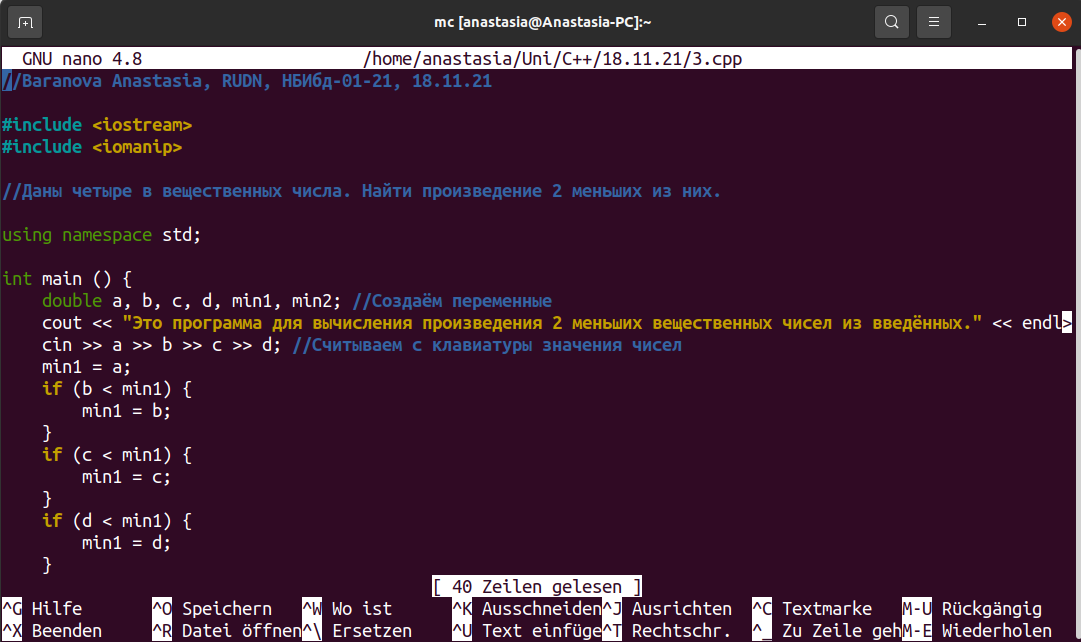 mc [anastasia@Anastasia-PC]:~
GNU nano 4.8 /home/anastasia/Uni/C++/18.11.21/3.cpp
//Baranova Anastasia, RUDN, НБИбд-01-21, 18.11.21
#include <iostream>
#include <iomanip>
//Даны четыре в вещественных числа. Найти произведение 2 меньших из них.
using namespace std;
int main () {
    double a, b, c, d, min1, min2; //Создаём переменные
    cout << "Это программа для вычисления произведения 2 меньших вещественных чисел из введённых." << endl>
    cin >> a >> b >> c >> d; //Считываем с клавиатуры значения чисел
    min1 = a;
    if (b < min1) {
        min1 = b;
    }
    if (c < min1) {
        min1 = c;
    }
    if (d < min1) {
        min1 = d;
    }
[ 40 Zeilen gelesen ]
^G Hilfe ^O Speichern ^W Wo ist ^K Ausschneiden ^J Ausrichten ^C Textmarke M-U Rückgängig
^X Beenden ^R Datei öffnen ^\ Ersetzen ^U Text einfüge ^T Rechtschr. ^_ Zu Zeile geh M-E Wiederholen